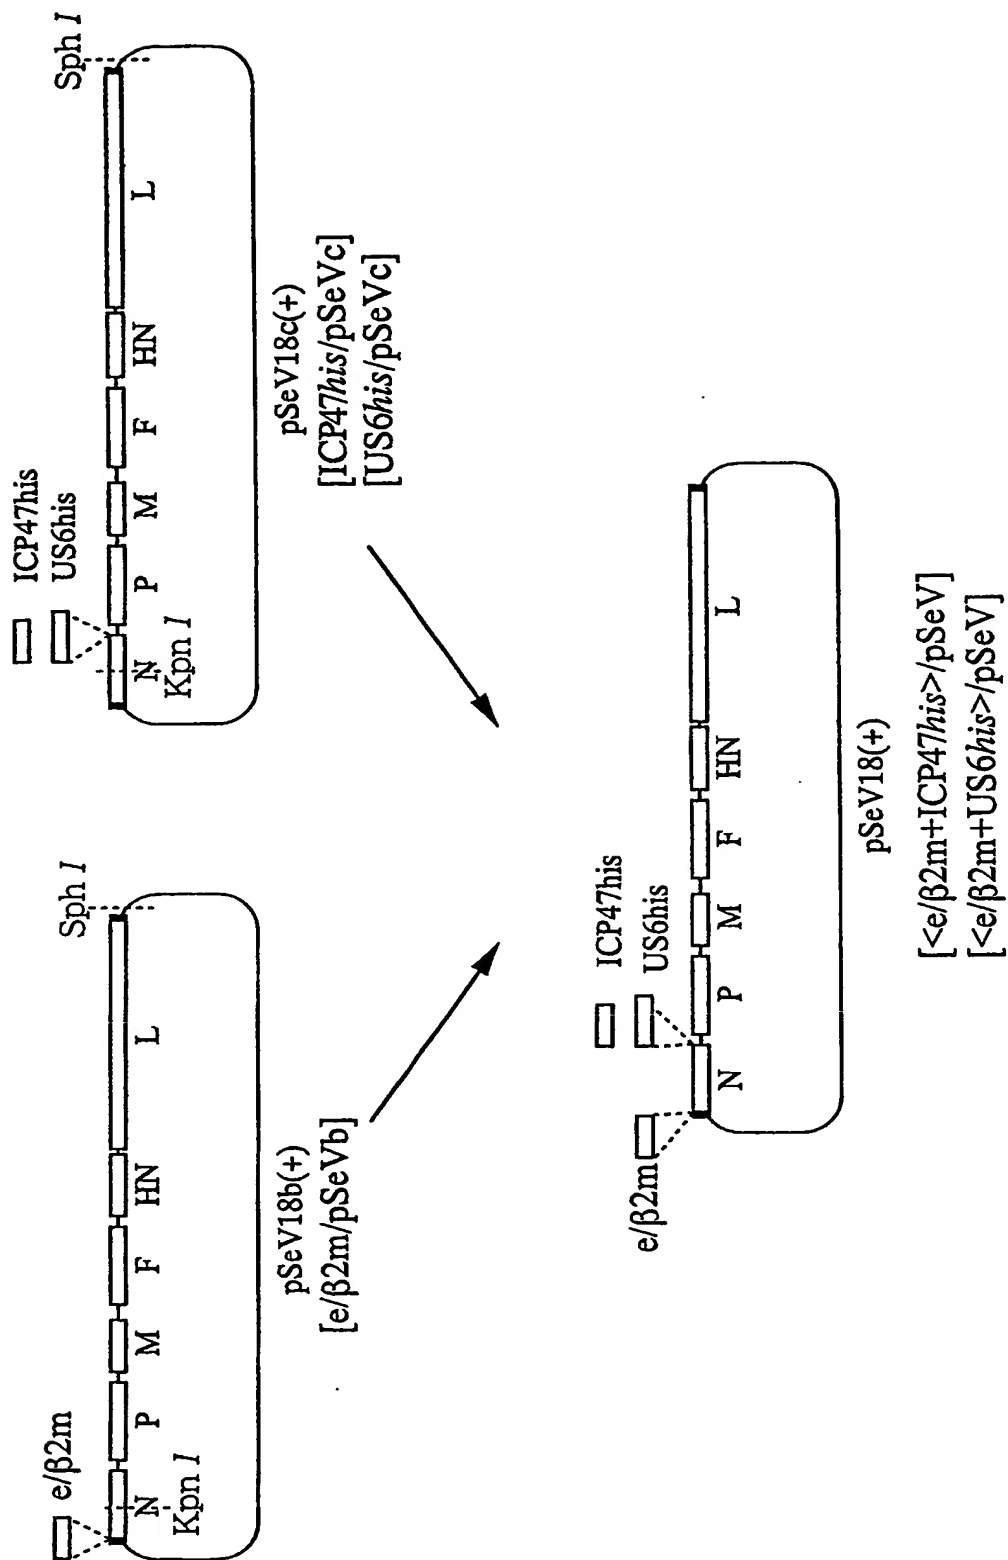 e/β2m
Sph I
N P M F HN L
Kpn I
pSeV18b(+)
[e/β2m/pSeVb]
ICP47his
US6his
Sph I
N P M F HN L
Kpn I
pSeV18c(+)
[ICP47his/pSeVc]
[US6his/pSeVc]
ICP47his
US6his
e/β2m
N P M F HN L
pSeV18(+)
[<e/β2m+ICP47his>/pSeV]
[<e/β2m+US6his>/pSeV]